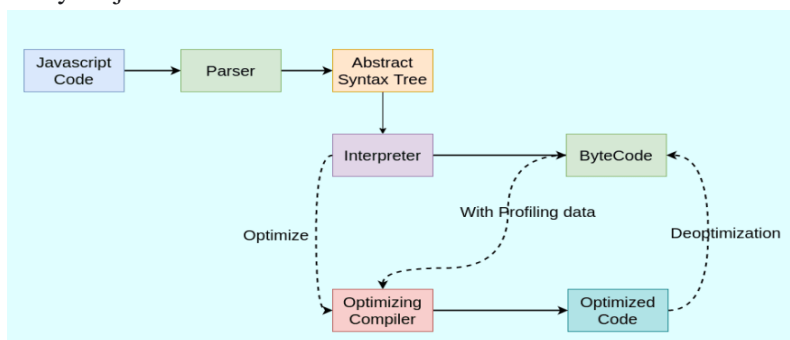 Javascript
Code
Parser
Abstract
Syntax Tree
Interpreter
ByteCode
With Profiling data
Optimize
Deoptimization
Optimizing
Compiler
Optimized
Code